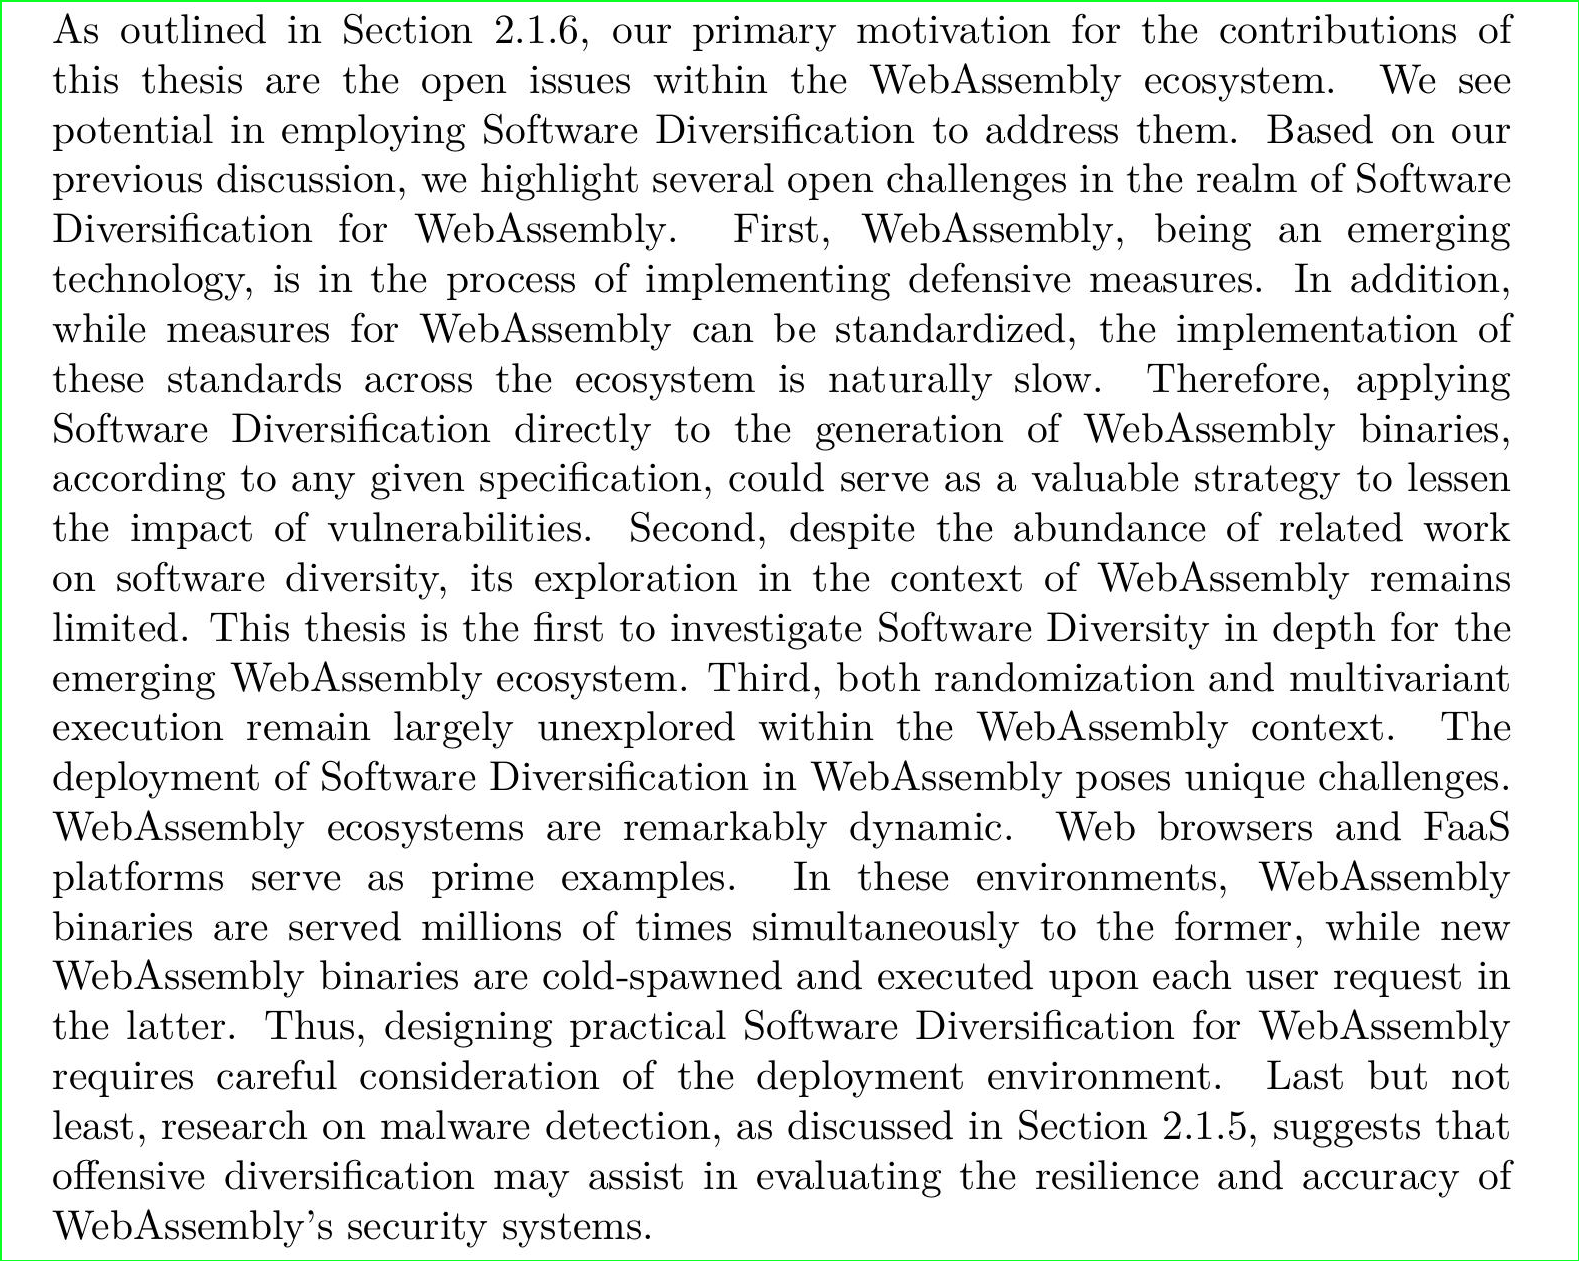 As outlined in Section 2.1.6, our primary motivation for the contributions of
this thesis are the open issues within the WebAssembly ecosystem. We see
potential in employing Software Diversification to address them. Based on our
previous discussion, we highlight several open challenges in the realm of Software
Diversification for WebAssembly. First, WebAssembly, being an emerging
technology, is in the process of implementing defensive measures. In addition,
while measures for WebAssembly can be standardized, the implementation of
these standards across the ecosystem is naturally slow. Therefore, applying
Software Diversification directly to the generation of WebAssembly binaries,
according to any given specification, could serve as a valuable strategy to lessen
the impact of vulnerabilities. Second, despite the abundance of related work
on software diversity, its exploration in the context of WebAssembly remains
limited. This thesis is the first to investigate Software Diversity in depth for the
emerging WebAssembly ecosystem. Third, both randomization and multivariant
execution remain largely unexplored within the WebAssembly context. The
deployment of Software Diversification in WebAssembly poses unique challenges.
WebAssembly ecosystems are remarkably dynamic. Web browsers and FaaS
platforms serve as prime examples. In these environments, WebAssembly
binaries are served millions of times simultaneously to the former, while new
WebAssembly binaries are cold-spawned and executed upon each user request in
the latter. Thus, designing practical Software Diversification for WebAssembly
requires careful consideration of the deployment environment. Last but not
least, research on malware detection, as discussed in Section 2.1.5, suggests that
offensive diversification may assist in evaluating the resilience and accuracy of
WebAssembly's security systems.